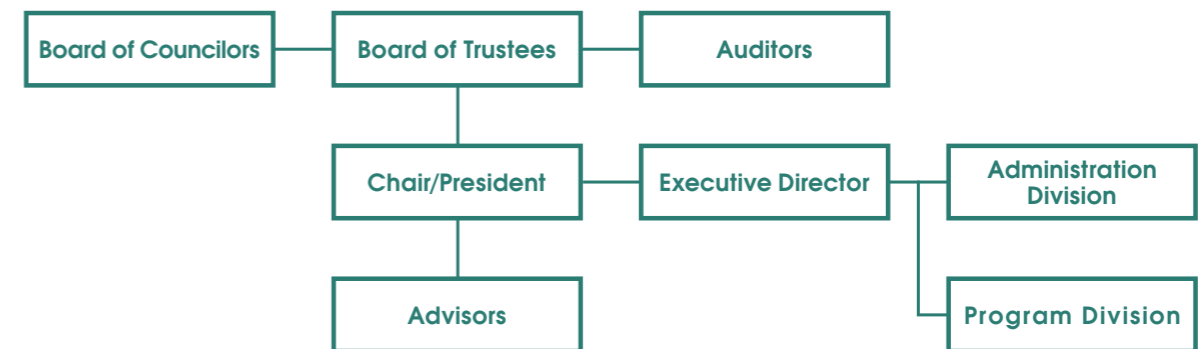 Board of Councilors
Board of Trustees
Auditors
Chair/President
Executive Director
Administration
Division
Advisors
Program Division